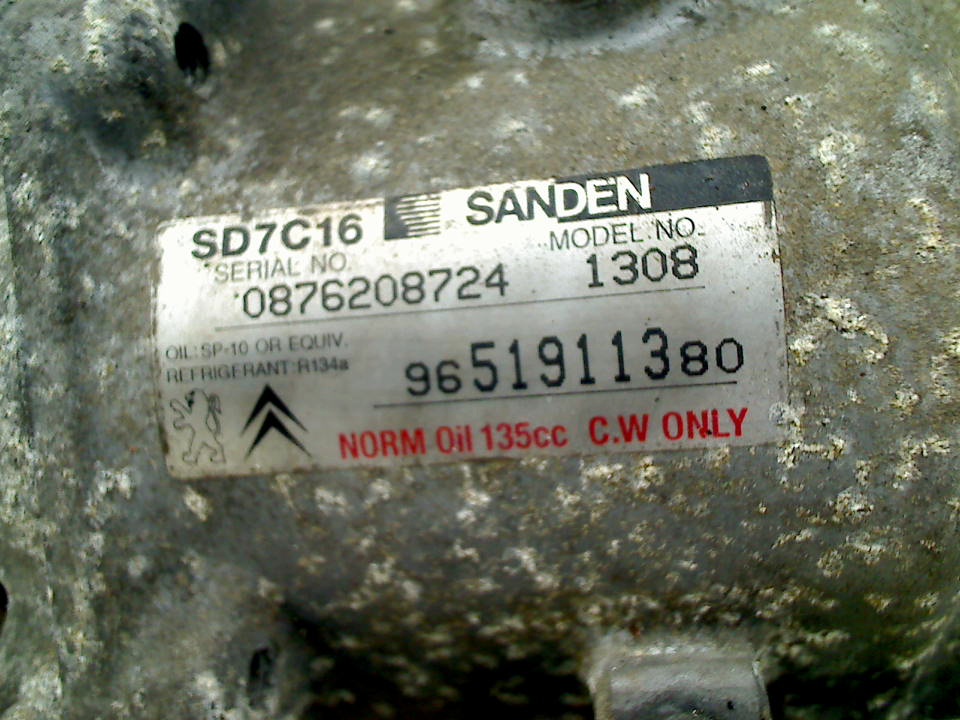 SD7C16 SANDEN
SERIAL NO. MODEL NO.
0876208724 1308
OIL: SP-10 OR EQUIV.
REFRIGERANT: R134a
9651911380
NORM Oil 135cc C.W ONLY